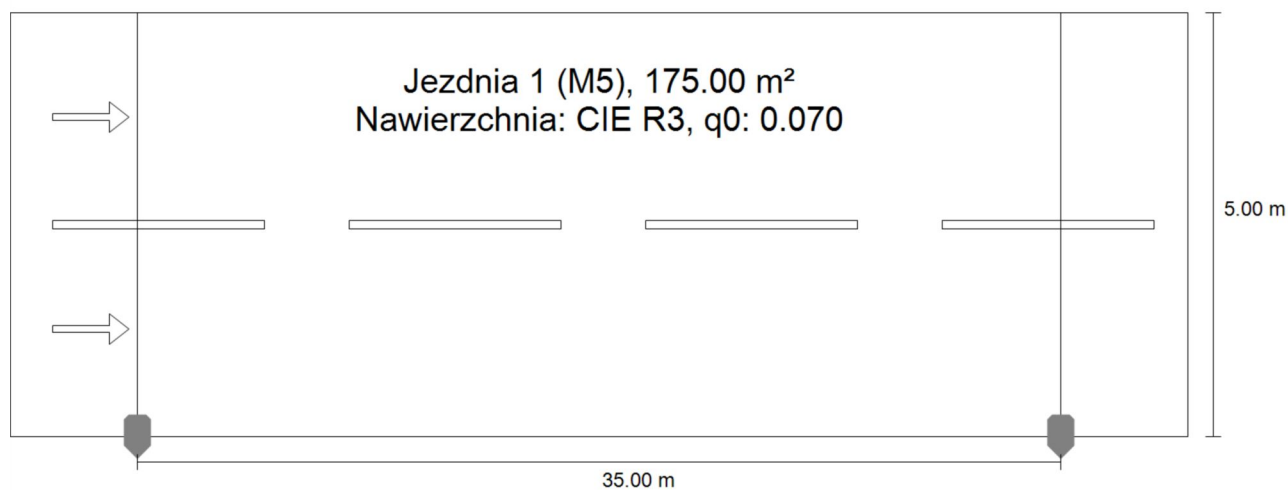 Jezdnia 1 (M5), 175.00 m²
Nawierzchnia: CIE R3, q0: 0.070
5.00 m
35.00 m